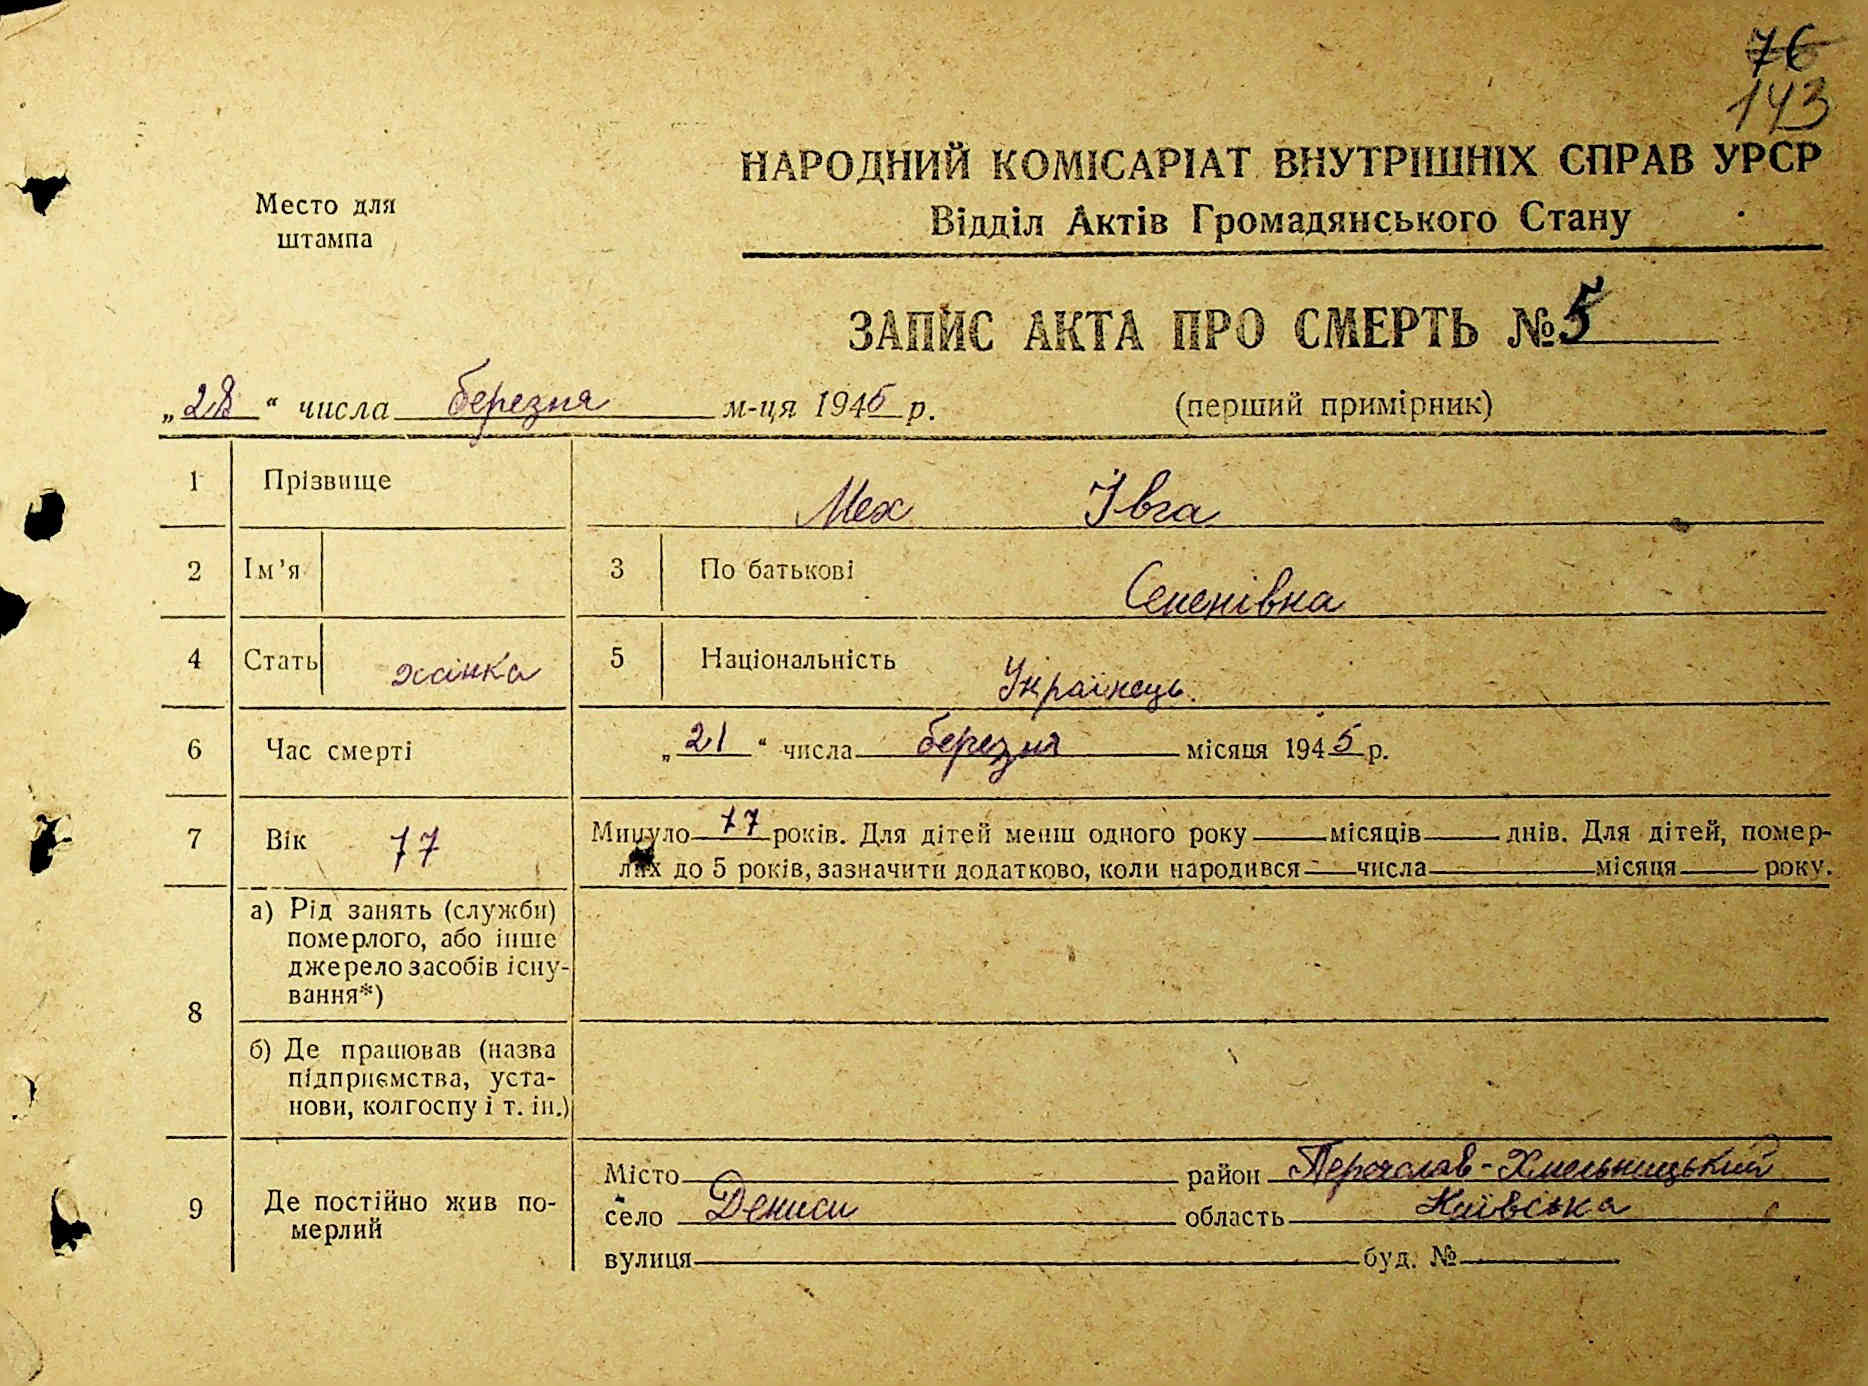 76
143
НАРОДНИЙ КОМІСАРІАТ ВНУТРІШНІХ СПРАВ УРСР
Место для
штампа
Відділ Актів Громадянського Стану
ЗАПИС АКТА ПРО СМЕРТЬ № 5
„28“ числа березня м-ця 1945 р. (перший примірник)
1 Прізвище Мех Івга
2 Ім’я 3 По батькові Семенівна
4 Стать жінка 5 Національність Українець.
6 Час смерті „21“ числа березня місяця 1945 р.
7 Вік 77 Минуло 77 років. Для дітей менш одного року місяців днів. Для дітей, помер-
лих до 5 років, зазначити додатково, коли народився числа місяця року.
8 а) Рід занять (служби)
померлого, або інше
джерело засобів існу-
вання*)
б) Де працював (назва
підприємства, уста-
нови, колгоспу і т. ін.)
9 Де постійно жив по-
мерлий
Місто район Переяслав-Хмельницький
село Дениси область Київська
вулиця буд. №